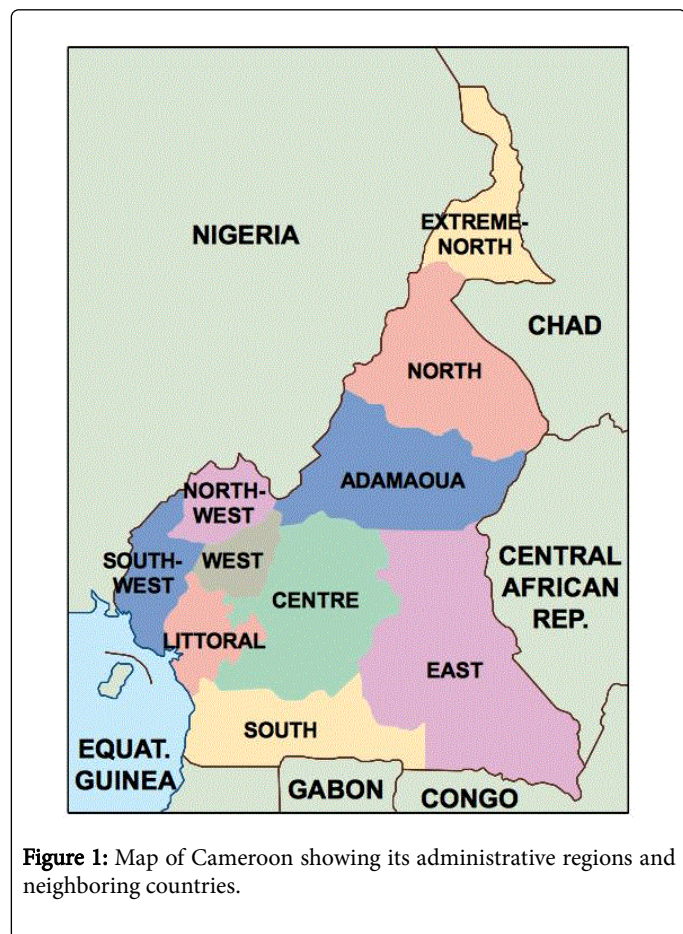 EXTREME-
NORTH
NIGERIA
CHAD
NORTH
ADAMAOUA
NORTH-
WEST
SOUTH-
WEST
WEST
CENTRE
CENTRAL
AFRICAN
REP.
LITTORAL
EAST
SOUTH
EQUAT.
GUINEA
GABON
CONGO
Figure 1: Map of Cameroon showing its administrative regions and
neighboring countries.